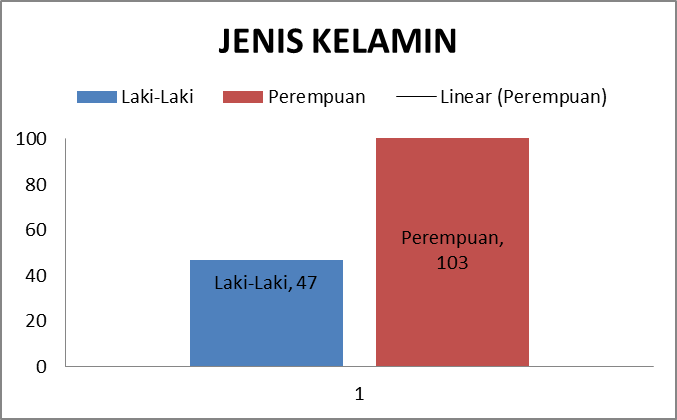 JENIS KELAMIN
Laki-Laki Perempuan Linear (Perempuan)
100
80
60
40
20
0
Laki-Laki, 47
Perempuan,
103
1